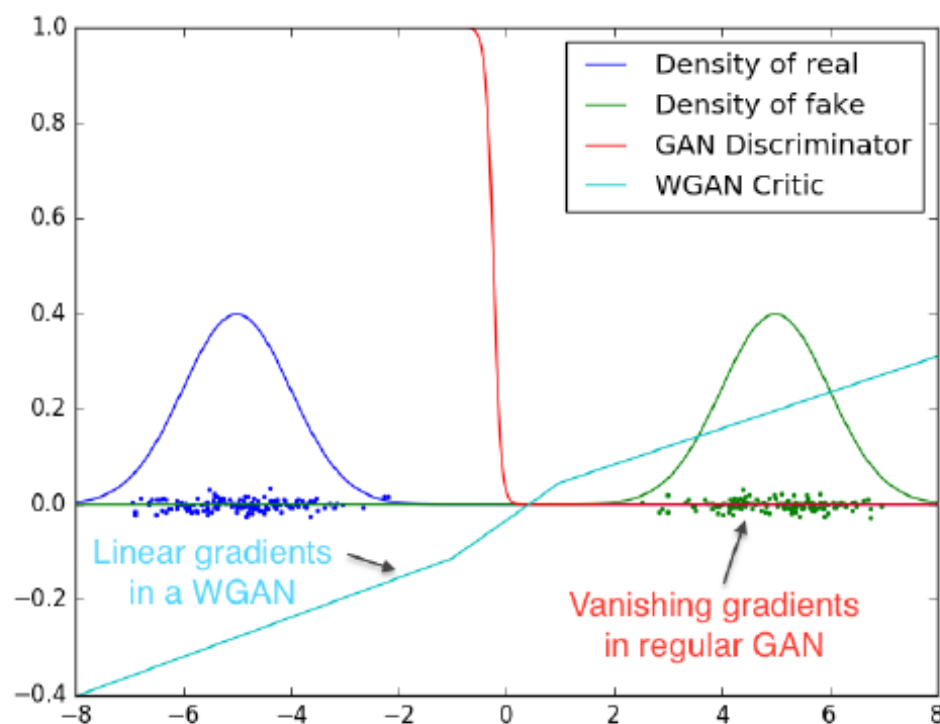 1.0
0.8
0.6
0.4
0.2
0.0
−0.2
−0.4
Density of real
Density of fake
GAN Discriminator
WGAN Critic
Linear gradients
in a WGAN
Vanishing gradients
in regular GAN
−8
−6
−4
−2
0
2
4
6
8